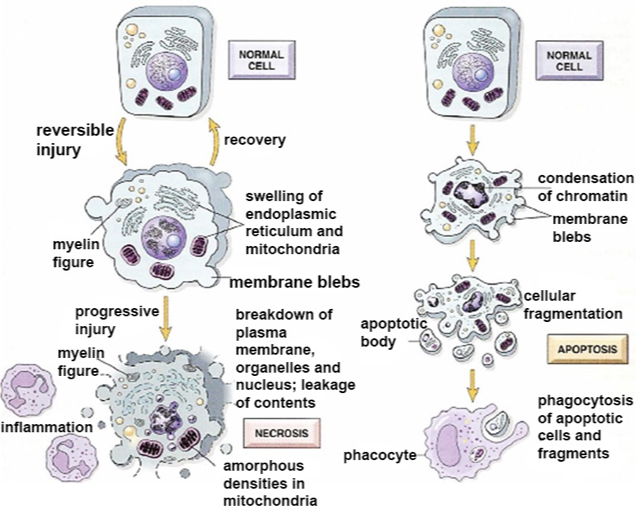 NORMAL
CELL
reversible
injury
recovery
swelling of
endoplasmic
reticulum and
mitochondria
myelin
figure
membrane blebs
progressive
injury
breakdown of
plasma
membrane,
organelles and
nucleus; leakage
of contents
myelin
figure
inflammation
NECROSIS
amorphous
densities in
mitochondria
NORMAL
CELL
condensation
of chromatin
membrane
blebs
cellular
fragmentation
apoptotic
body
APOPTOSIS
phagocytosis
of apoptotic
cells and
fragments
phacocyte